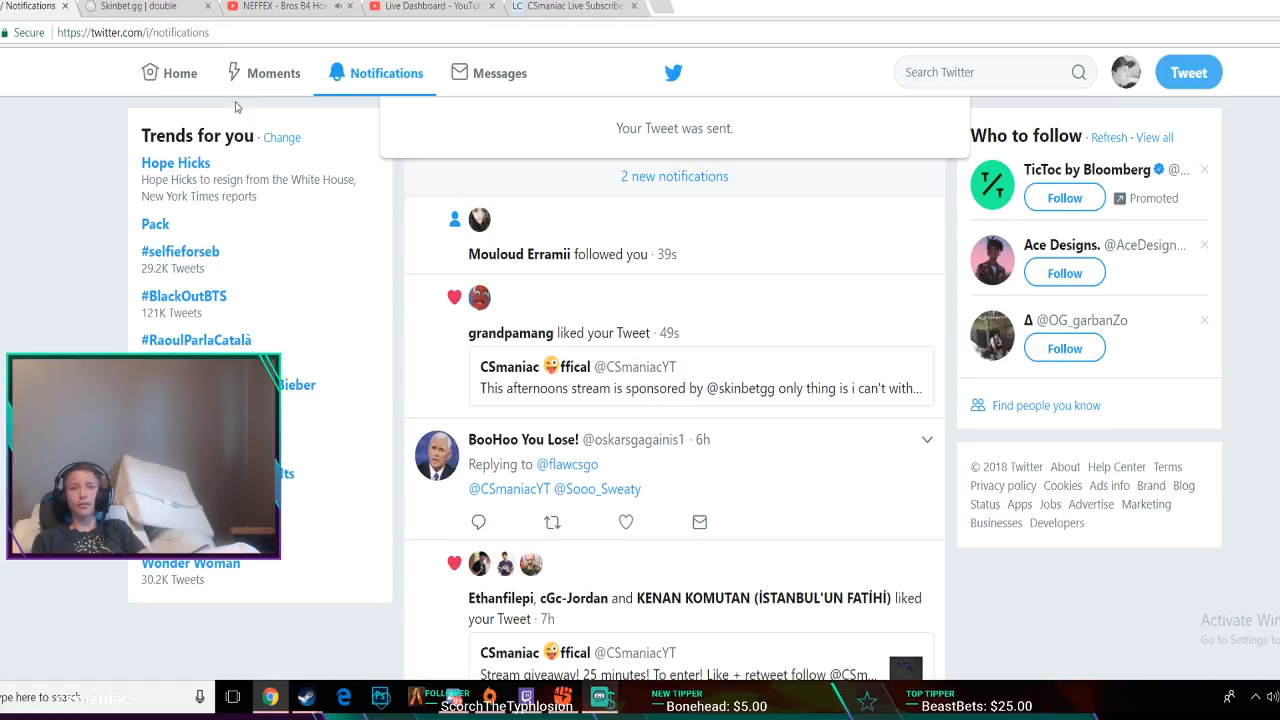 / Notifications
Skinbet.gg | double
NEFFEX - Bros B4 Ho
Live Dashboard - YouTu
CSmaniac Live Subscribe
Secure
https://twitter.com/i/notifications
Home
Moments
Notifications
Messages
Search Twitter
Tweet
Your Tweet was sent.
Trends for you · Change
Hope Hicks
Hope Hicks to resign from the White House,
New York Times reports
Pack
#selfieforseb
29.2K Tweets
#BlackOutBTS
121K Tweets
#RaoulParlaCatalà
Bieber
lts
Wonder Woman
30.2K Tweets
2 new notifications
Mouloud Erramii followed you · 39s
grandpamang liked your Tweet · 49s
CSmaniac 😜ffical @CSmaniacYT
This afternoons stream is sponsored by @skinbetgg only thing is i can't with...
BooHoo You Lose! @oskarsgagainis1 · 6h
Replying to @flawcsgo
@CSmaniacYT @Sooo_Sweaty
Ethanfilepi, cGc-Jordan and KENAN KOMUTAN (İSTANBUL'UN FATİHİ) liked
your Tweet · 7h
CSmaniac 😜ffical @CSmaniacYT
Stream giveaway! 25 minutes! To enter! Like + retweet follow @CSm...
Who to follow · Refresh · View all
TicToc by Bloomberg @...
Follow
Promoted
Ace Designs. @AceDesign...
Follow
Δ @OG_garbanZo
Follow
Find people you know
© 2018 Twitter About Help Center Terms
Privacy policy Cookies Ads info Brand Blog
Status Apps Jobs Advertise Marketing
Businesses Developers
Activate Win
Go to Settings to
ype here to search
FOLLOWER
ScorchTheTyphlosion
NEW TIPPER
Bonehead: $5.00
TOP TIPPER
BeastBets: $25.00